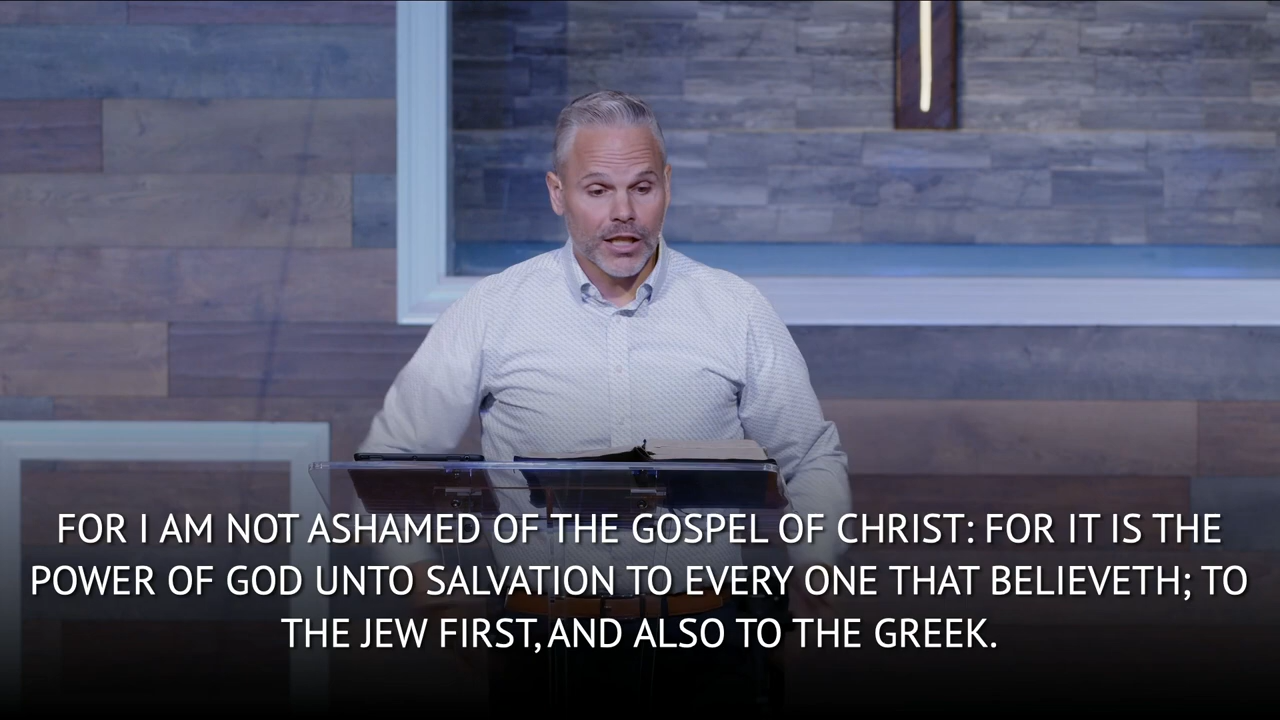 FOR I AM NOT ASHAMED OF THE GOSPEL OF CHRIST: FOR IT IS THE
POWER OF GOD UNTO SALVATION TO EVERY ONE THAT BELIEVETH; TO
THE JEW FIRST, AND ALSO TO THE GREEK.